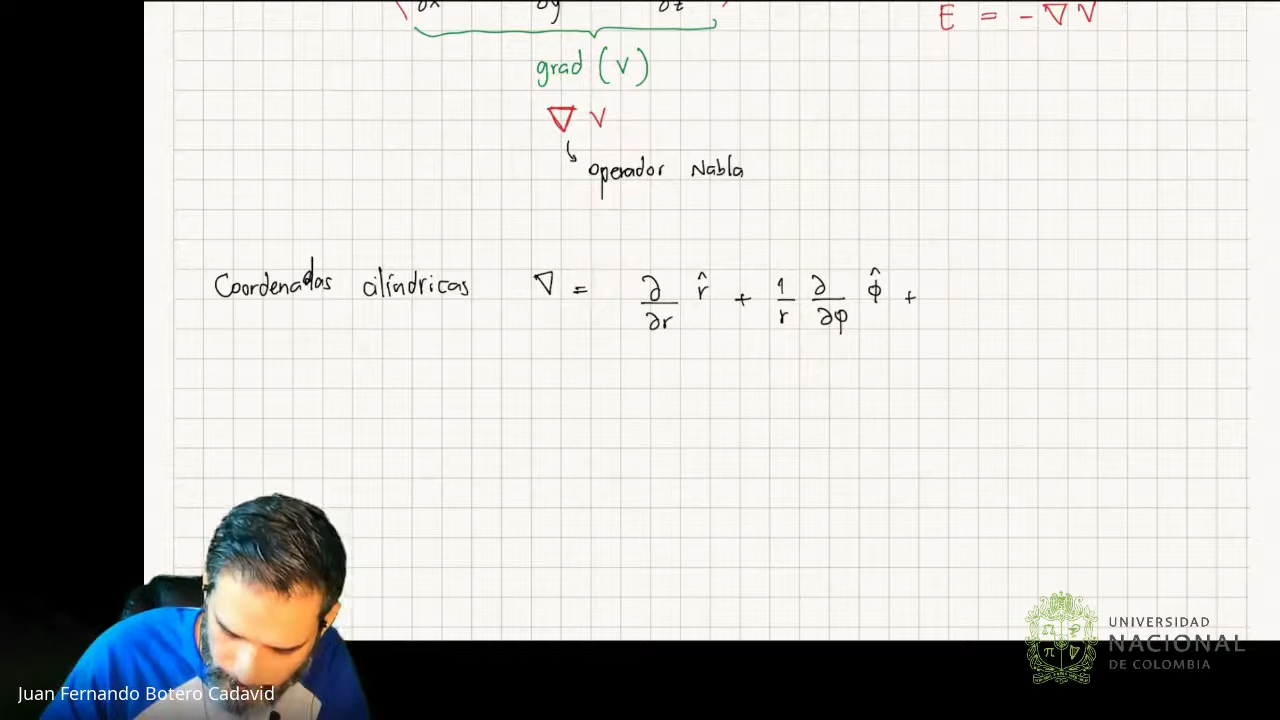 ∂x ∂y ∂z
E = - ∇ V
grad (V)
∇ V
operador Nabla
Coordenadas cilíndricas ∇ = ∂/∂r r̂ + 1/r ∂/∂φ φ̂ +
UNIVERSIDAD
NACIONAL
DE COLOMBIA
Juan Fernando Botero Cadavid